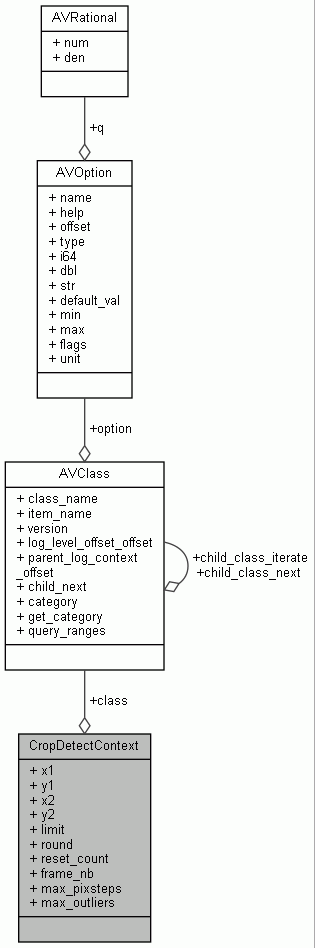 AVRational
+ num
+ den
+q
AVOption
+ name
+ help
+ offset
+ type
+ i64
+ dbl
+ str
+ default_val
+ min
+ max
+ flags
+ unit
+option
AVClass
+ class_name
+ item_name
+ version
+ log_level_offset_offset
+ parent_log_context
_offset
+ child_next
+ category
+ get_category
+ query_ranges
+child_class_iterate
+child_class_next
+class
CropDetectContext
+ x1
+ y1
+ x2
+ y2
+ limit
+ round
+ reset_count
+ frame_nb
+ max_pixsteps
+ max_outliers